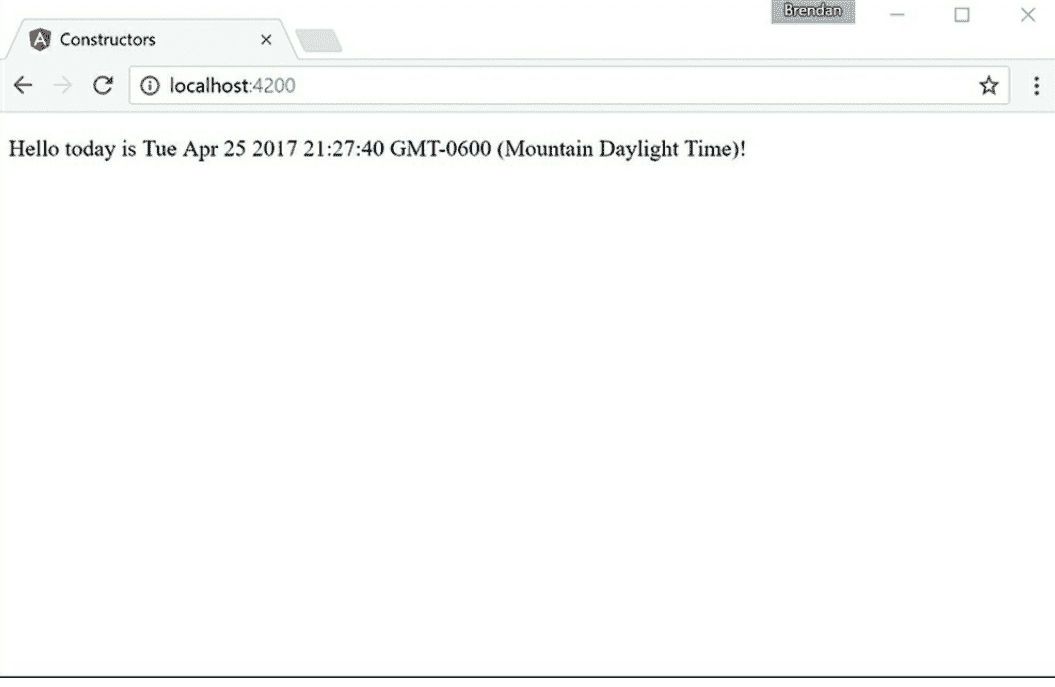 Brendan
Constructors
localhost:4200
Hello today is Tue Apr 25 2017 21:27:40 GMT-0600 (Mountain Daylight Time)!